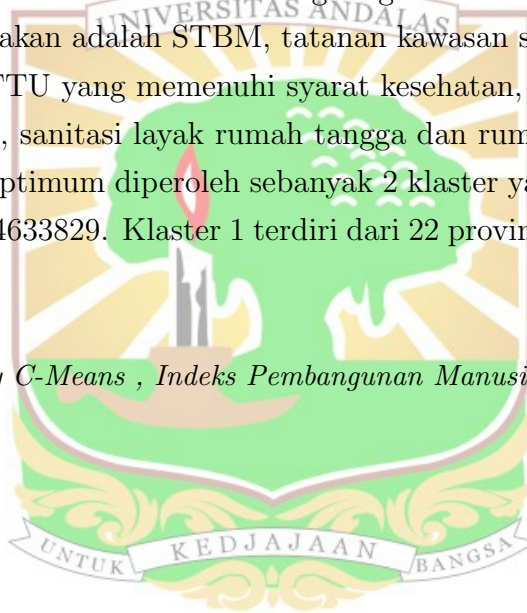 UNIVERSITAS ANDALAS
akan adalah STBM, tatanan kawasan s
TTU yang memenuhi syarat kesehatan,
, sanitasi layak rumah tangga dan rum
ptimum diperoleh sebanyak 2 klaster ya
4633829. Klaster 1 terdiri dari 22 provin
C-Means , Indeks Pembangunan Manusi
UNTUK KEDJAJAAN BANGSA